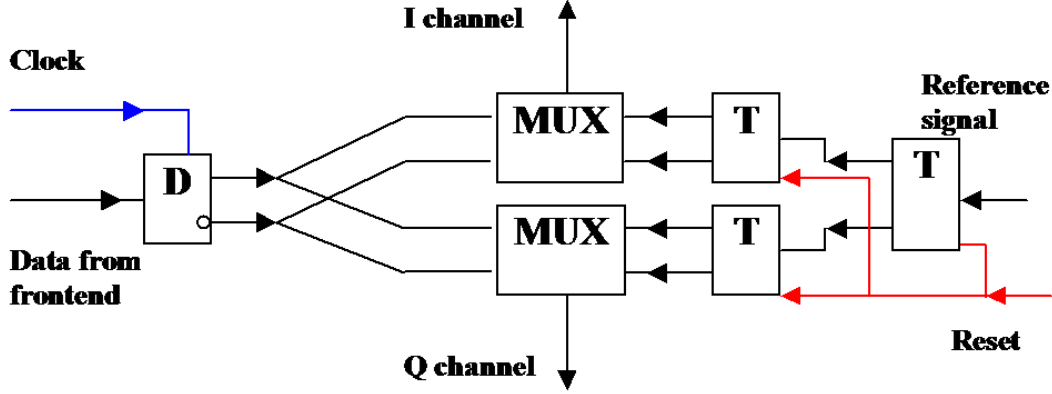 I channel
Clock
MUX
T
Reference
signal
D
T
MUX
T
Data from
frontend
Reset
Q channel